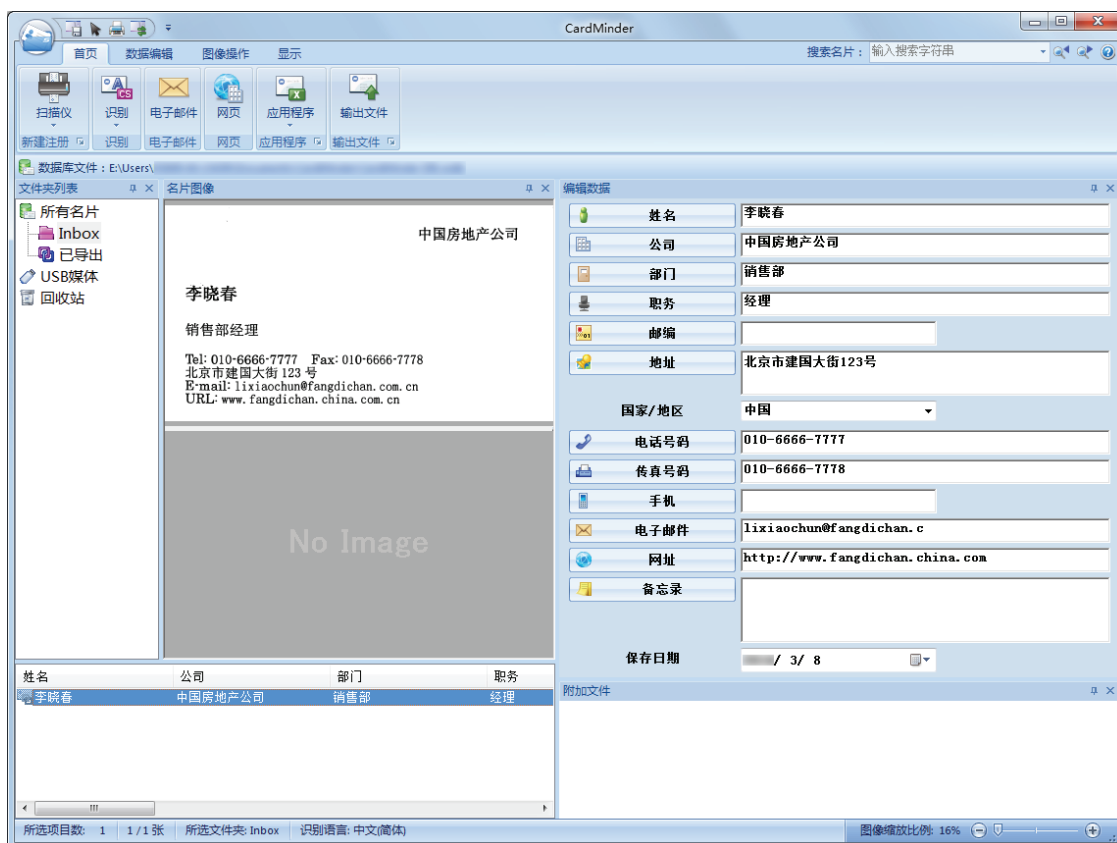 CardMinder
首页 数据编辑 图像操作 显示 搜索名片： 输入搜索字符串
扫描仪 识别 电子邮件 网页 应用程序 输出文件
新建注册 识别 电子邮件 网页 应用程序 输出文件
数据库文件：E:\Users\
文件夹列表
所有名片
Inbox
已导出
USB媒体
回收站
名片图像
中国房地产公司
李晓春
销售部经理
Tel: 010-6666-7777 Fax: 010-6666-7778
北京市建国大街 123 号
E-mail: lixiaochun@fangdichan.com.cn
URL: www.fangdichan.china.com.cn
No Image
编辑数据
姓名 李晓春
公司 中国房地产公司
部门 销售部
职务 经理
邮编
地址 北京市建国大街123号
国家/地区 中国
电话号码 010-6666-7777
传真号码 010-6666-7778
手机
电子邮件 lixiaochun@fangdichan.c
网址 http://www.fangdichan.china.com
备忘录
保存日期 / 3/ 8
附加文件
姓名 公司 部门 职务
李晓春 中国房地产公司 销售部 经理
所选项目数: 1 1/1张 所选文件夹: Inbox 识别语言: 中文(简体) 图像缩放比例: 16%